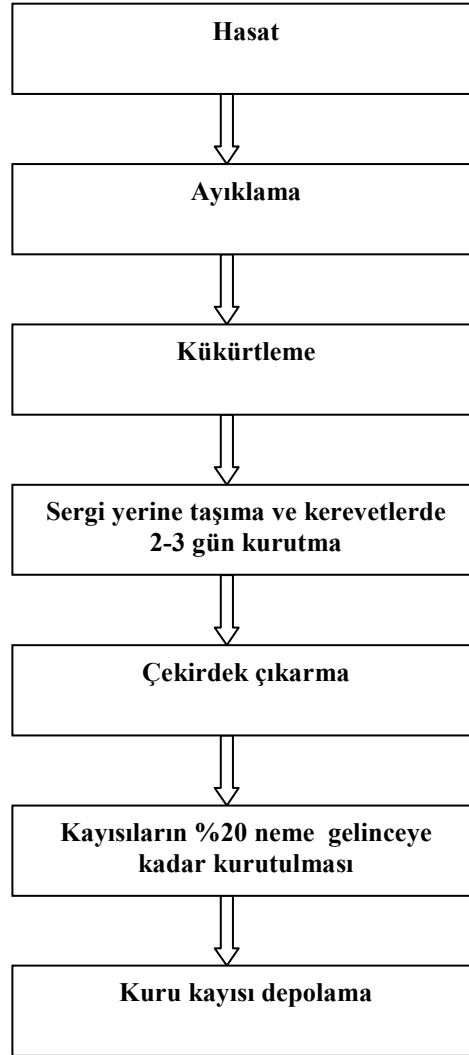 Hasat
Ayıklama
Kükürtleme
Sergi yerine taşıma ve kerevetlerde
2-3 gün kurutma
Çekirdek çıkarma
Kayısıların %20 neme gelinceye
kadar kurutulması
Kuru kayısı depolama